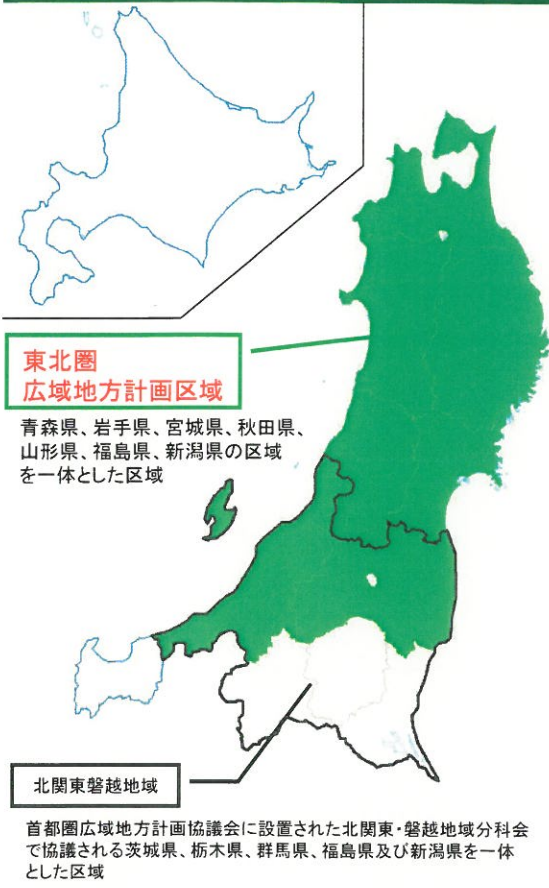 東北圏
広域地方計画区域
青森県、岩手県、宮城県、秋田県、
山形県、福島県、新潟県の区域
を一体とした区域
北関東磐越地域
首都圏広域地方計画協議会に設置された北関東・磐越地域分科会
で協議される茨城県、栃木県、群馬県、福島県及び新潟県を一体
とした区域